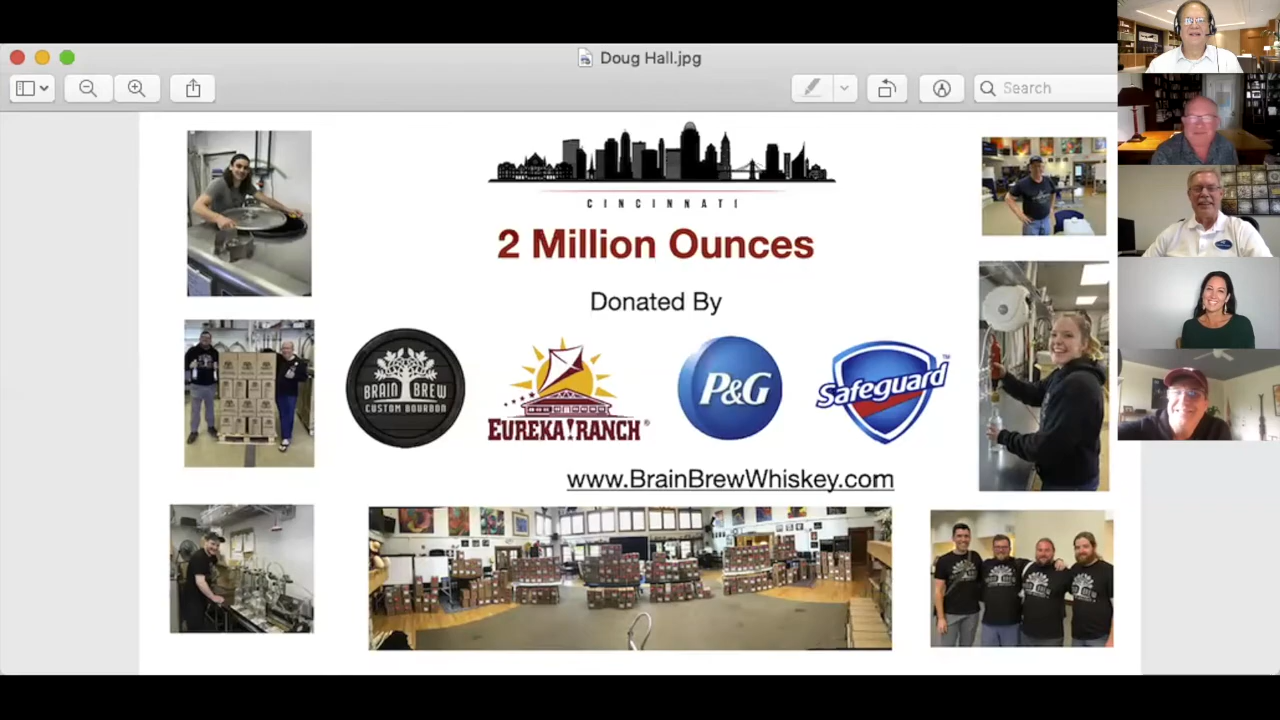 Doug Hall.jpg
Search
CINCINNATI
2 Million Ounces
Donated By
BRAIN BREW
CUSTOM BOURBON
EUREKA!RANCH®
P&G
Safeguard™
www.BrainBrewWhiskey.com